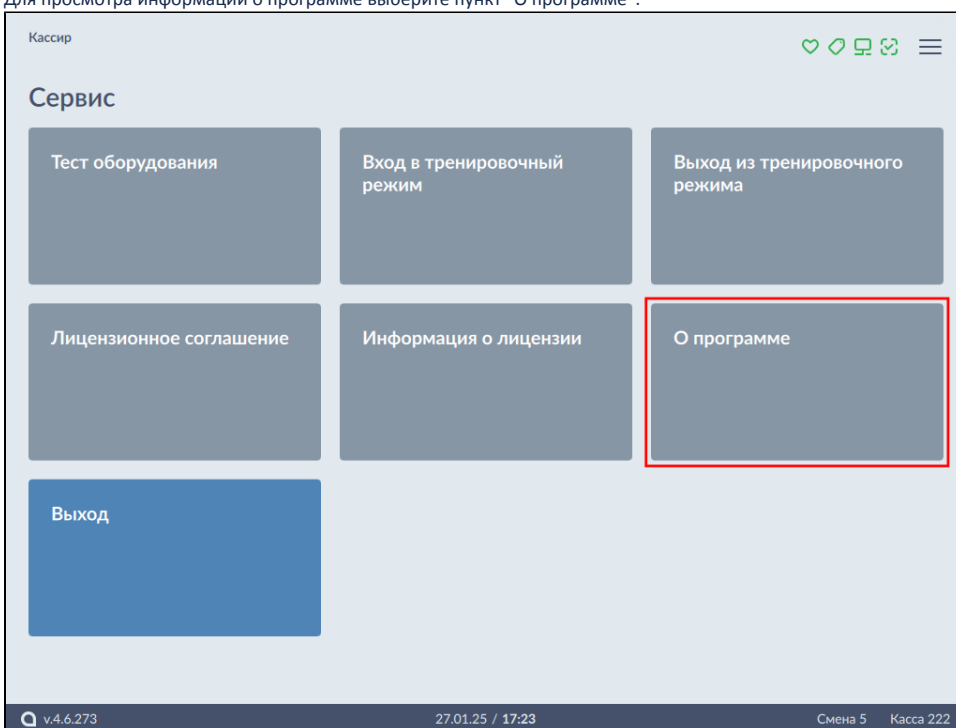 Для просмотра информации о программе выберите пункт "О программе".
Кассир
Сервис
Тест оборудования
Вход в тренировочный
режим
Выход из тренировочного
режима
Лицензионное соглашение
Информация о лицензии
О программе
Выход
v.4.6.273
27.01.25 / 17:23
Смена 5
Касса 222